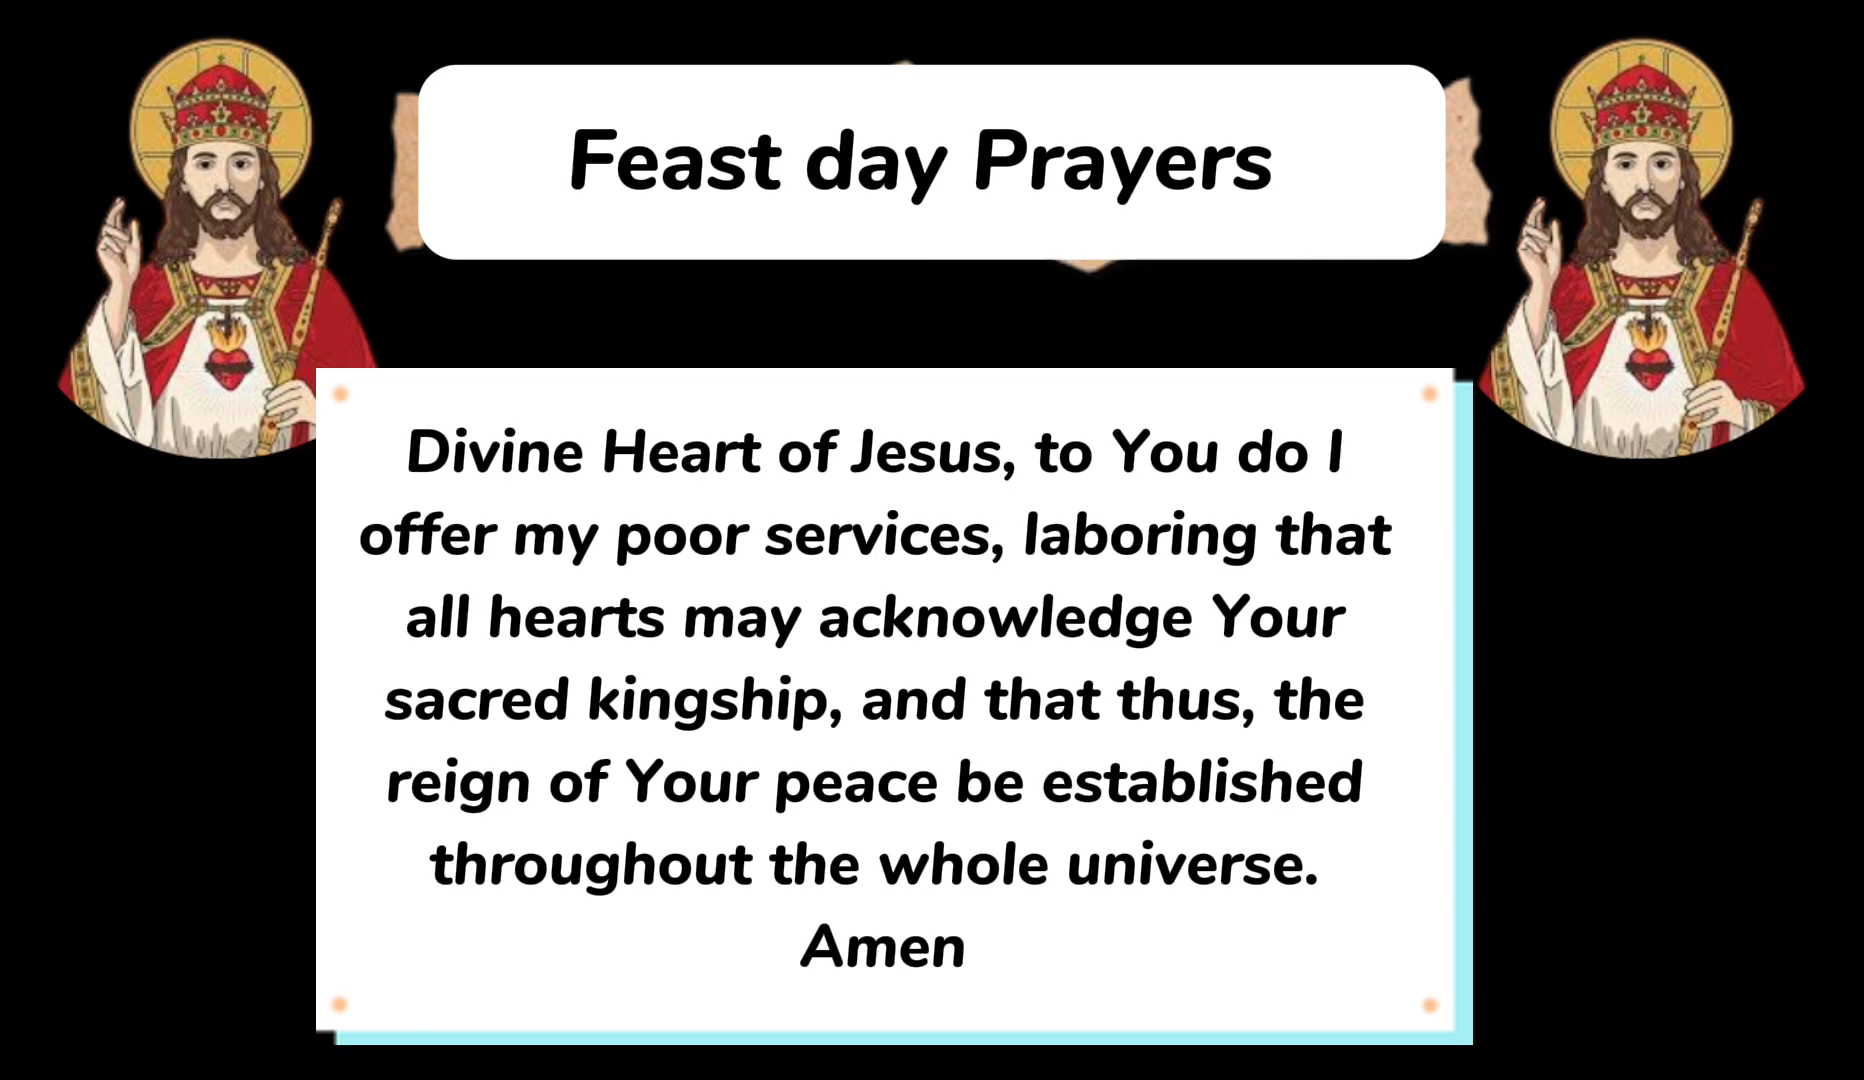 Feast day Prayers
Divine Heart of Jesus, to You do I
offer my poor services, laboring that
all hearts may acknowledge Your
sacred kingship, and that thus, the
reign of Your peace be established
throughout the whole universe.
Amen